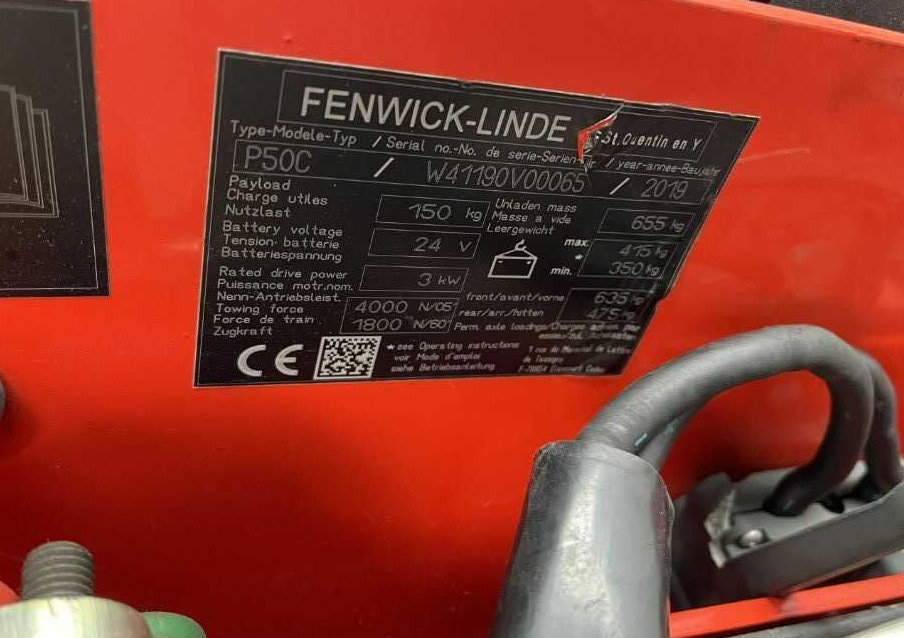 FENWICK-LINDE
St. Quentin en Y
Type-Modele-Typ / Serial no.-No. de serie-Serien-Nr / year-annee-Baujahr
P50C / W41190V00065 / 2019
Payload
Charge utiles
Nutzlast
150 kg
Unladen mass
Masse a vide
Leergewicht
655 kg
Battery voltage
Tension batterie
Batteriespannung
24 V
max. 415 kg
*
min. 350 kg
Rated drive power
Puissance motr.nom.
Nenn-Antriebsleist.
3 kW
front/avant/vorne 635 kg
rear/arr./hitten 475 kg
Towing force
Force de train
Zugkraft
4000 N/05'
1800 N/60'
Perm. axle loadings/Charges
CE
* see Operating instructions
voir Mode d'emploi
siehe Betriebsanleitung